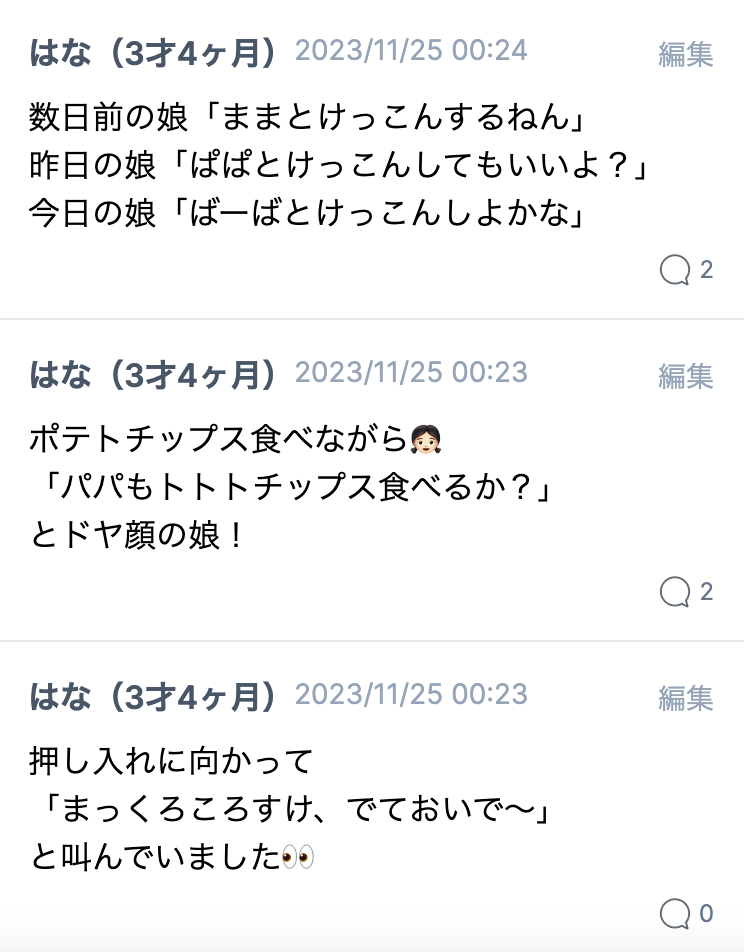 はな（3才4ヶ月） 2023/11/25 00:24 編集
数日前の娘「ままとけっこんするねん」
昨日の娘「ぱぱとけっこんしてもいいよ？」
今日の娘「ばーばとけっこんしよかな」
2
はな（3才4ヶ月） 2023/11/25 00:23 編集
ポテトチップス食べながら👧🏻
「パパもトトトチップス食べるか？」
とドヤ顔の娘！
2
はな（3才4ヶ月） 2023/11/25 00:23 編集
押し入れに向かって
「まっくろころすけ、でておいで〜」
と叫んでいました👀
0